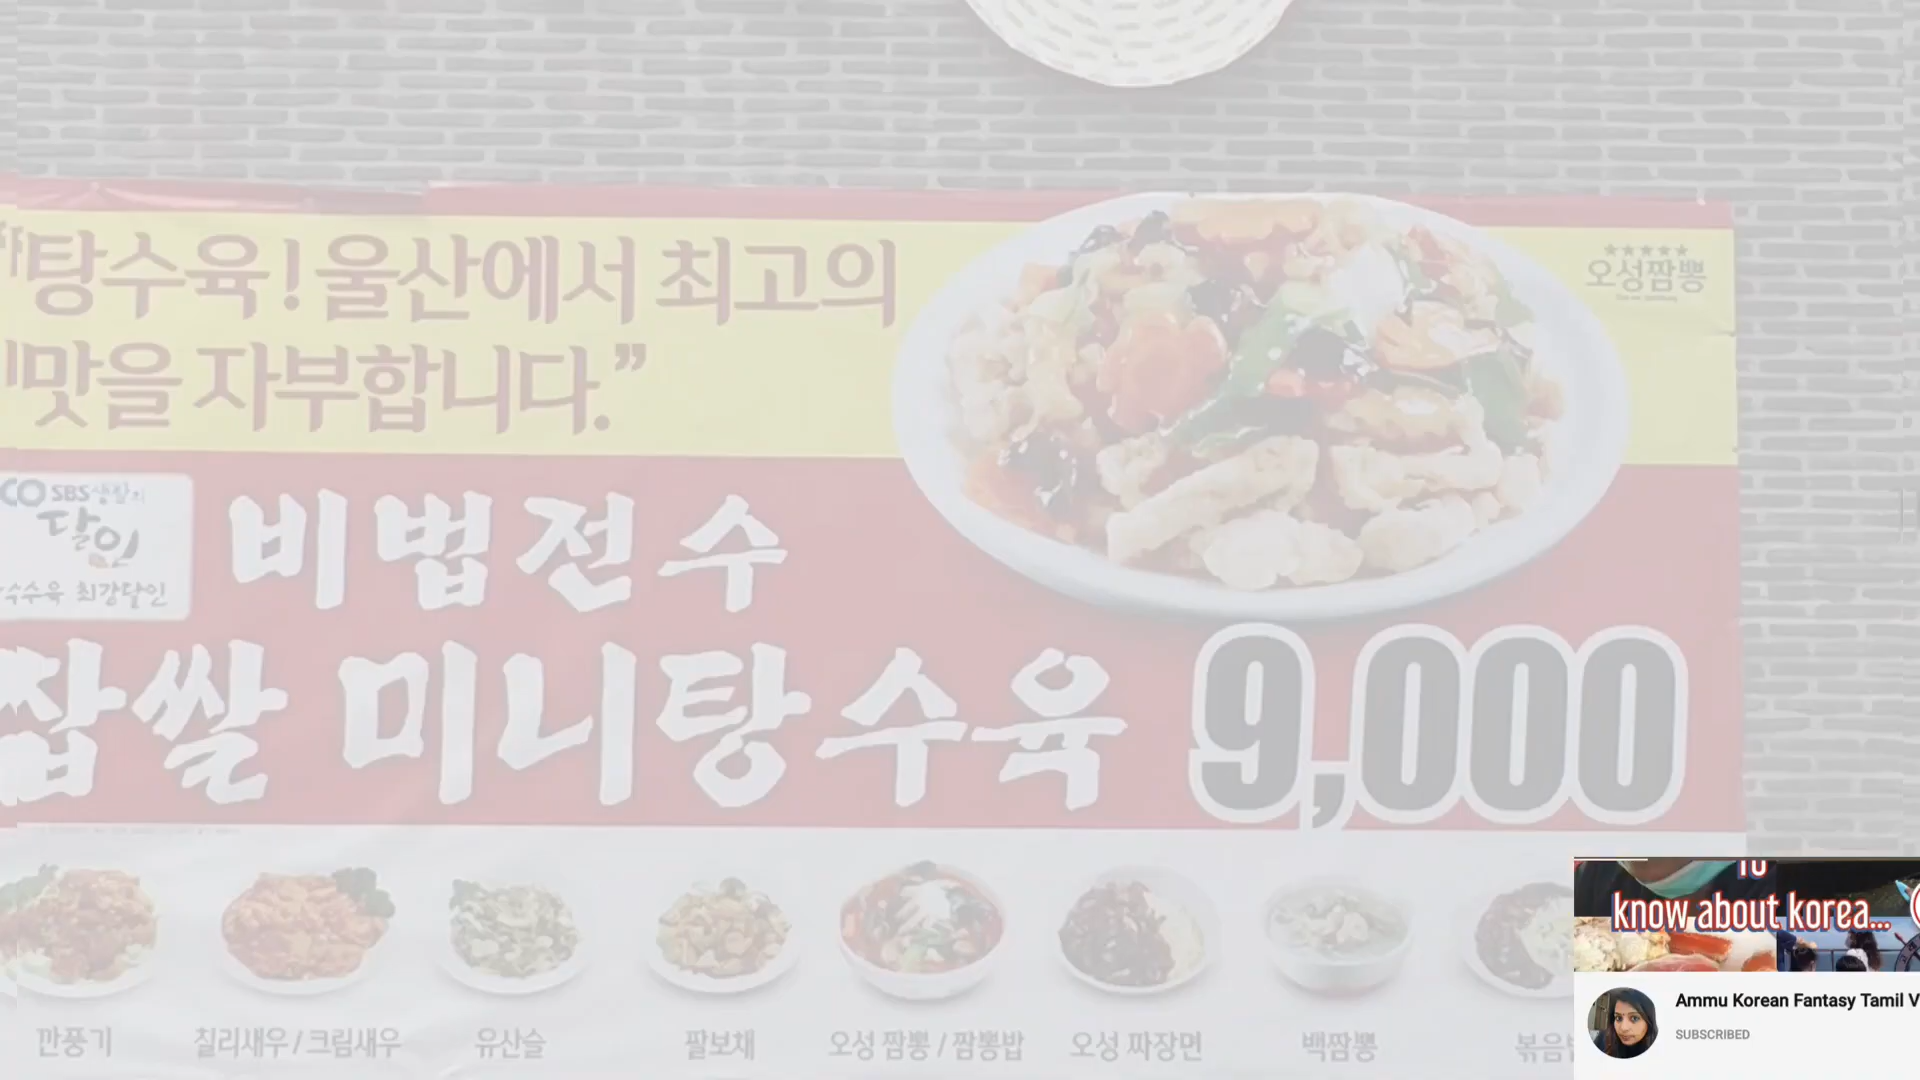 "탕수육! 울산에서 최고의
맛을 자부합니다."
★★★★★
오성짬뽕
SBS 생활의
달인
수육 최강달인
비법전수
찹쌀 미니탕수육 9,000
깐풍기
칠리새우 / 크림새우
유산슬
팔보채
오성 짬뽕 / 짬뽕밥
오성 짜장면
백짬뽕
볶음
know about korea...
Ammu Korean Fantasy Tamil V
SUBSCRIBED